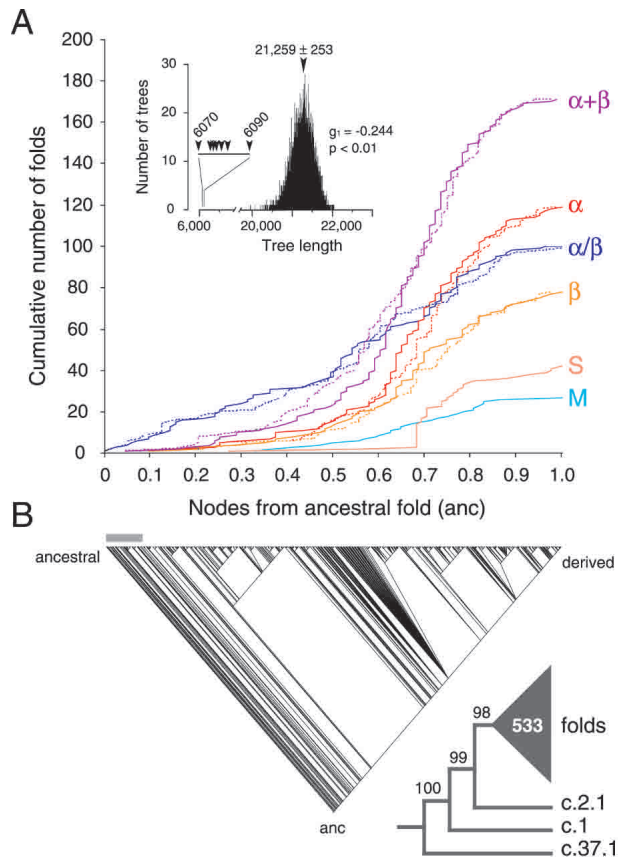 A
200
180
160
140
120
100
80
60
40
20
0
Cumulative number of folds
0 0.1 0.2 0.3 0.4 0.5 0.6 0.7 0.8 0.9 1.0
Nodes from ancestral fold (anc)
21,259 ± 253
30
20
10
0
Number of trees
6070
6090
g₁ = -0.244
p < 0.01
6,000 20,000 22,000
Tree length
α+β
α
α/β
β
S
M
B
ancestral
derived
anc
98
533
folds
99
100
c.2.1
c.1
c.37.1